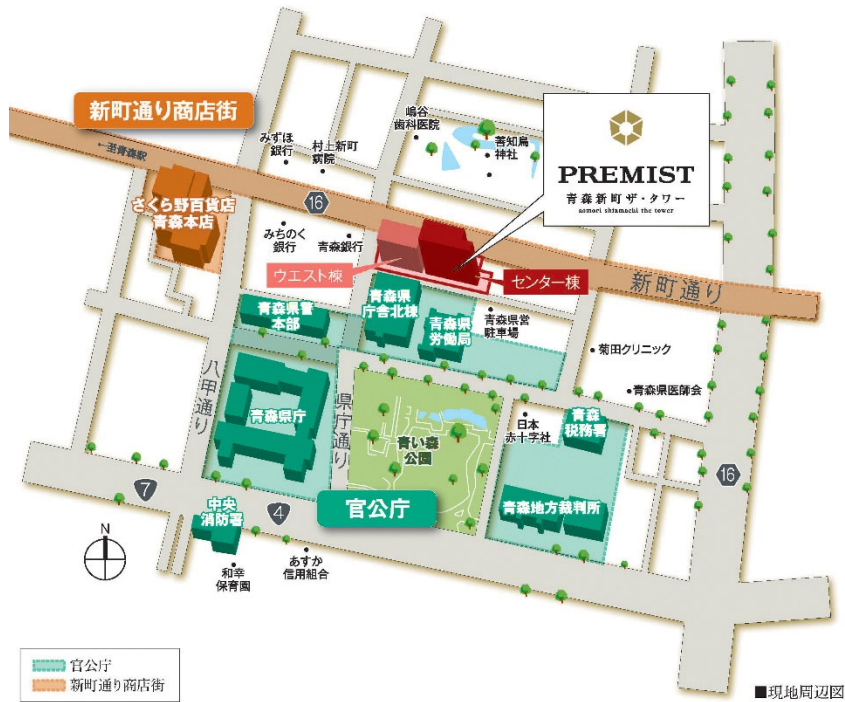 新町通り商店街
←至青森駅
みずほ
銀行
村上新町
病院
嶋谷
歯科医院
善知鳥
神社
PREMIST
青森新町ザ・タワー
aomori shinmachi the tower
さくら野百貨店
青森本店
16
みちのく
銀行
青森銀行
ウエスト棟
センター棟
新町通り
青森県警
本部
青森県
庁舎北棟
青森県
労働局
青森県営
駐車場
菊田クリニック
青森県医師会
八甲通り
青森県庁
県庁通り
青い森
公園
日本
赤十字社
青森
税務署
青森地方裁判所
16
7
4
官公庁
中央
消防署
N
和幸
保育園
あすか
信用組合
官公庁
新町通り商店街
■現地周辺図